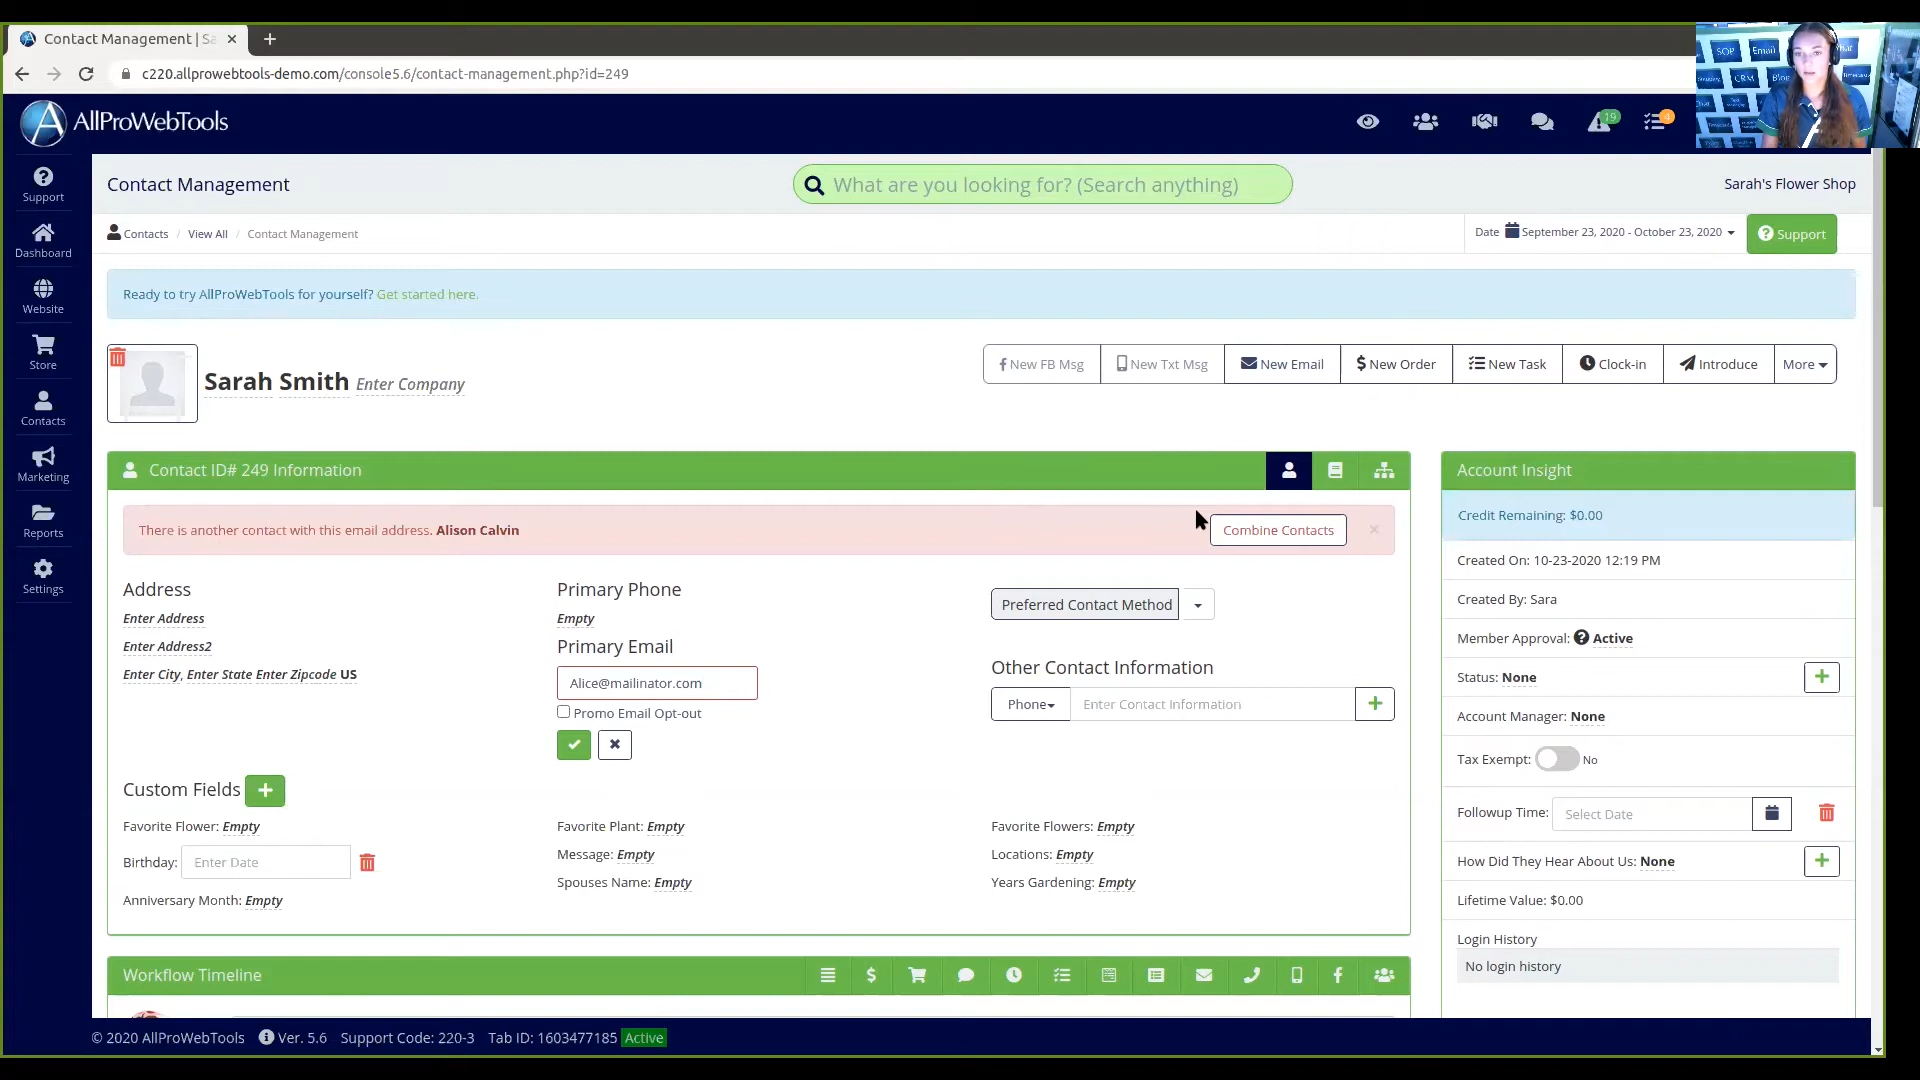 Contact Management | Sa
c220.allprowebtools-demo.com/console5.6/contact-management.php?id=249
SOP Email
CRM
AllProWebTools
19
4
Support
Dashboard
Website
Store
Contacts
Marketing
Reports
Settings
Contact Management
What are you looking for? (Search anything)
Sarah's Flower Shop
Contacts / View All / Contact Management
Date September 23, 2020 - October 23, 2020
Support
Ready to try AllProWebTools for yourself? Get started here.
Sarah Smith Enter Company
New FB Msg
New Txt Msg
New Email
$ New Order
New Task
Clock-in
Introduce
More
Contact ID# 249 Information
There is another contact with this email address. Alison Calvin
Combine Contacts
Address
Enter Address
Enter Address2
Enter City, Enter State Enter Zipcode US
Primary Phone
Empty
Primary Email
Alice@mailinator.com
Promo Email Opt-out
Preferred Contact Method
Other Contact Information
Phone
Enter Contact Information
Custom Fields
Favorite Flower: Empty
Birthday: Enter Date
Anniversary Month: Empty
Favorite Plant: Empty
Message: Empty
Spouses Name: Empty
Favorite Flowers: Empty
Locations: Empty
Years Gardening: Empty
Account Insight
Credit Remaining: $0.00
Created On: 10-23-2020 12:19 PM
Created By: Sara
Member Approval: Active
Status: None
Account Manager: None
Tax Exempt: No
Followup Time: Select Date
How Did They Hear About Us: None
Lifetime Value: $0.00
Login History
No login history
Workflow Timeline
© 2020 AllProWebTools
Ver. 5.6
Support Code: 220-3
Tab ID: 1603477185 Active